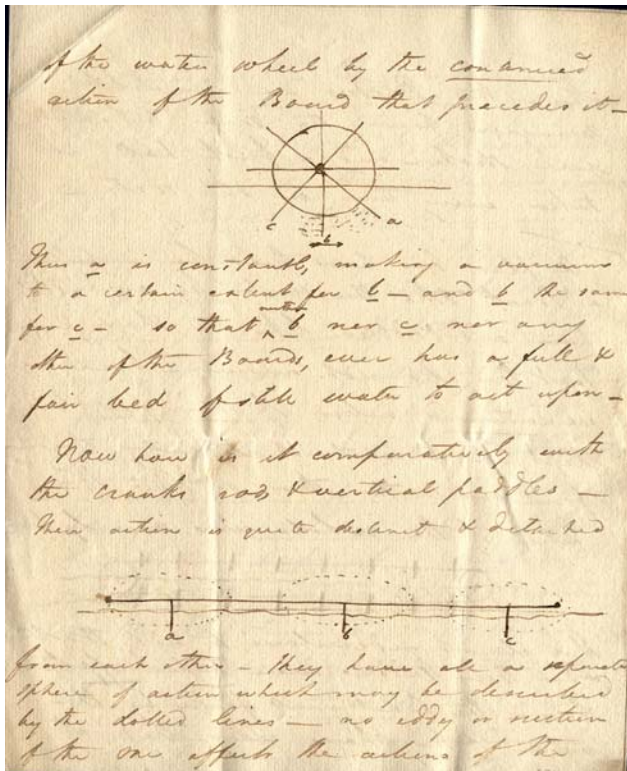 of the water wheel by the continued
action of the Board that precedes it —
c
a
b
Thus a is constantly making a vacuum
to a certain extent for b — and b the same
for c — so that neither b nor c nor any
other of the Boards, ever has a full &
fair bed of still water to act upon —
Now how is it comparatively with
the cranks rods & vertical paddles —
Their action is quite distinct & detached
a
b
c
from each other — they have all a separate
sphere of action which may be described
by the dotted lines — no eddy or suction
of the one affects the actions of the